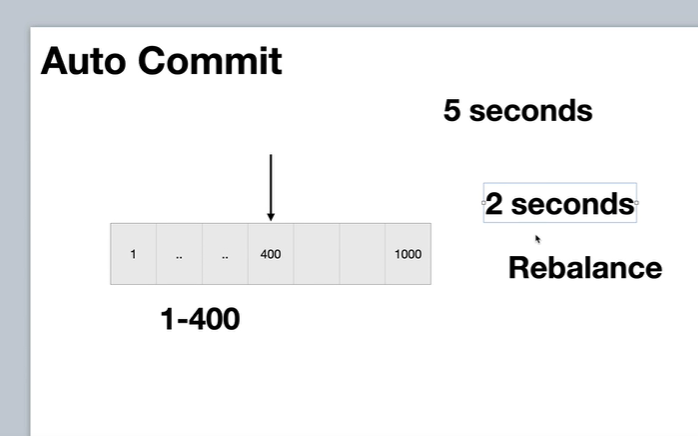 Auto Commit
5 seconds
2 seconds
1 .. .. 400 1000
Rebalance
1-400